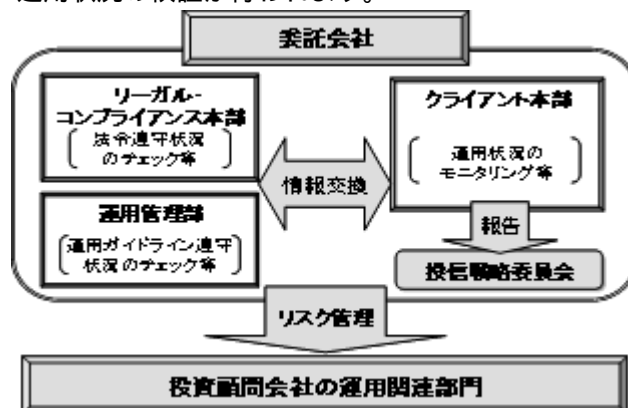 運用状況の検証が行われます。
委託会社
リーガル・
コンプライアンス本部
法令遵守状況
のチェック等
クライアント本部
運用状況の
モニタリング等
情報交換
運用管理部
運用ガイドライン遵守
状況のチェック等
報告
投信戦略委員会
リスク管理
投資顧問会社の運用関連部門